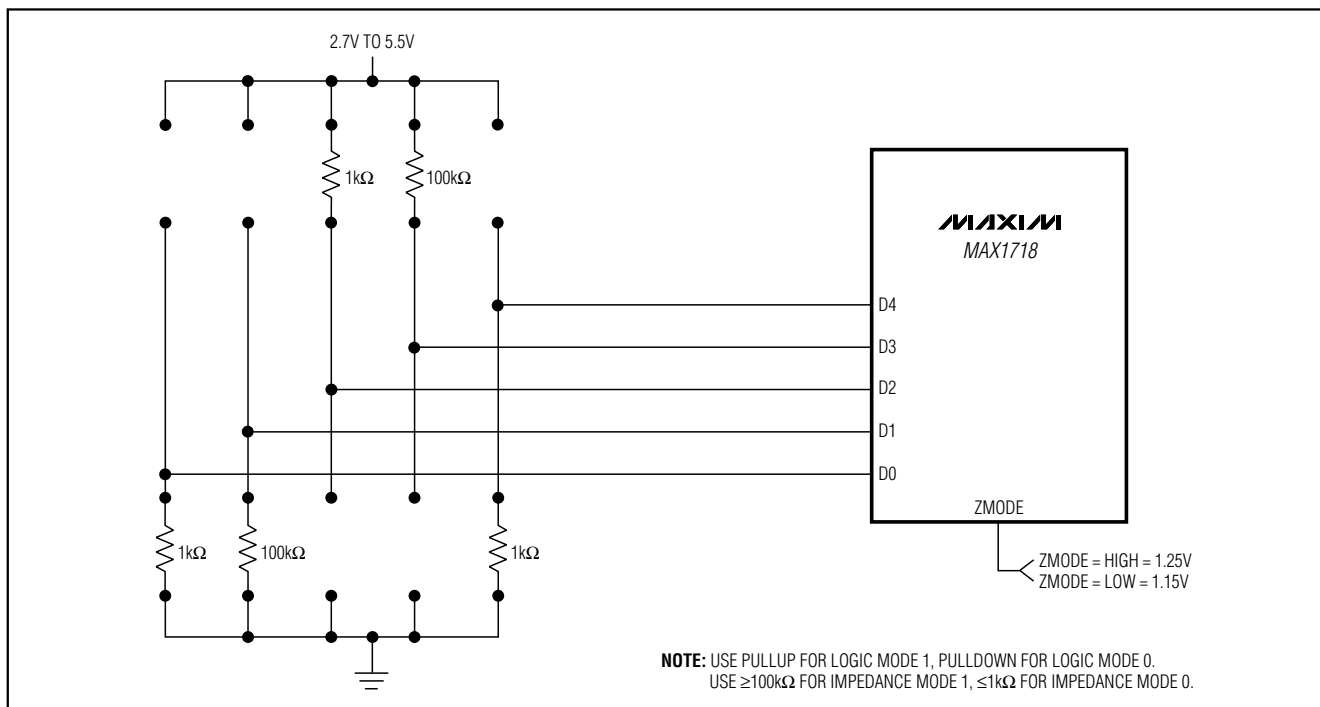 2.7V TO 5.5V
1kΩ
100kΩ
MAXIM
MAX1718
D4
D3
D2
D1
D0
ZMODE
1kΩ
100kΩ
1kΩ
ZMODE = HIGH = 1.25V
ZMODE = LOW = 1.15V
NOTE: USE PULLUP FOR LOGIC MODE 1, PULLDOWN FOR LOGIC MODE 0.
USE ≥100kΩ FOR IMPEDANCE MODE 1, ≤1kΩ FOR IMPEDANCE MODE 0.